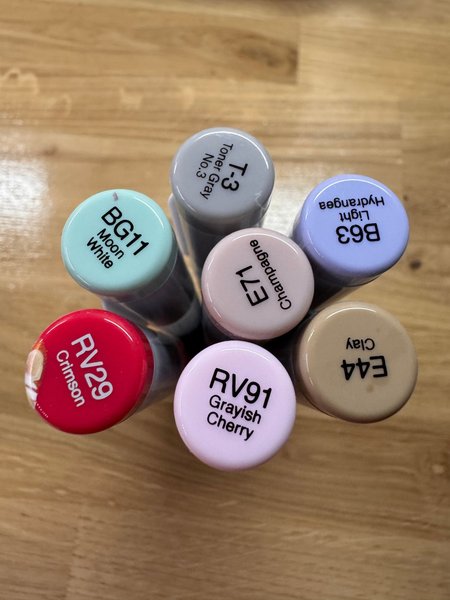 T-3
Toner Gray
No.3
BG11
Moon
White
B63
Light
Hydrangea
E71
Champagne
RV29
Crimson
E44
Clay
RV91
Grayish
Cherry